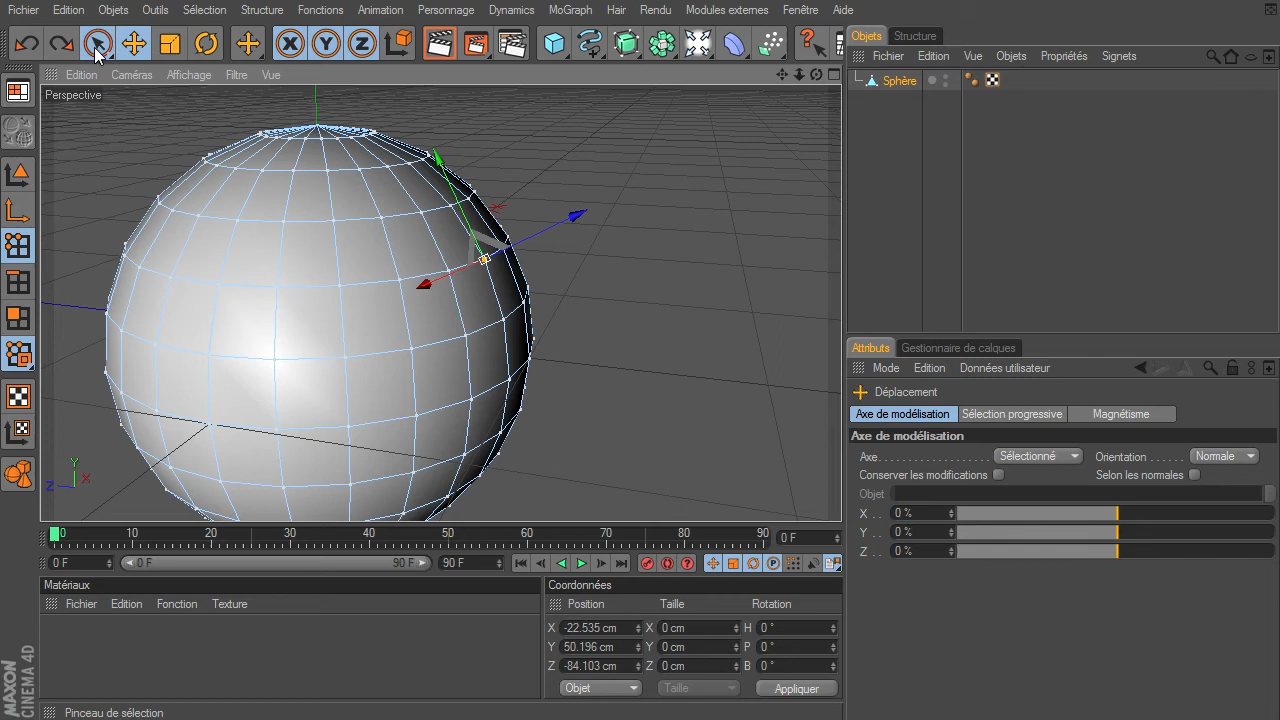 Fichier Edition Objets Outils Sélection Structure Fonctions Animation Personnage Dynamics MoGraph Hair Rendu Modules externes Fenêtre Aide
X Y Z
Edition Caméras Affichage Filtre Vue
Perspective
Y
X
Z
0 10 20 30 40 50 60 70 80 90
0 F
0 F 0 F 90 F 90 F
P
Matériaux
Fichier Edition Fonction Texture
Coordonnées
Position Taille Rotation
X -22.535 cm X 0 cm H 0 °
Y 50.196 cm Y 0 cm P 0 °
Z -84.103 cm Z 0 cm B 0 °
Objet Taille Appliquer
MAXON
CINEMA 4D
Pinceau de sélection
Objets Structure
Fichier Edition Vue Objets Propriétés Signets
Sphère
Attributs Gestionnaire de calques
Mode Edition Données utilisateur
Déplacement
Axe de modélisation Sélection progressive Magnétisme
Axe de modélisation
Axe Sélectionné Orientation Normale
Conserver les modifications Selon les normales
Objet
X 0 %
Y 0 %
Z 0 %